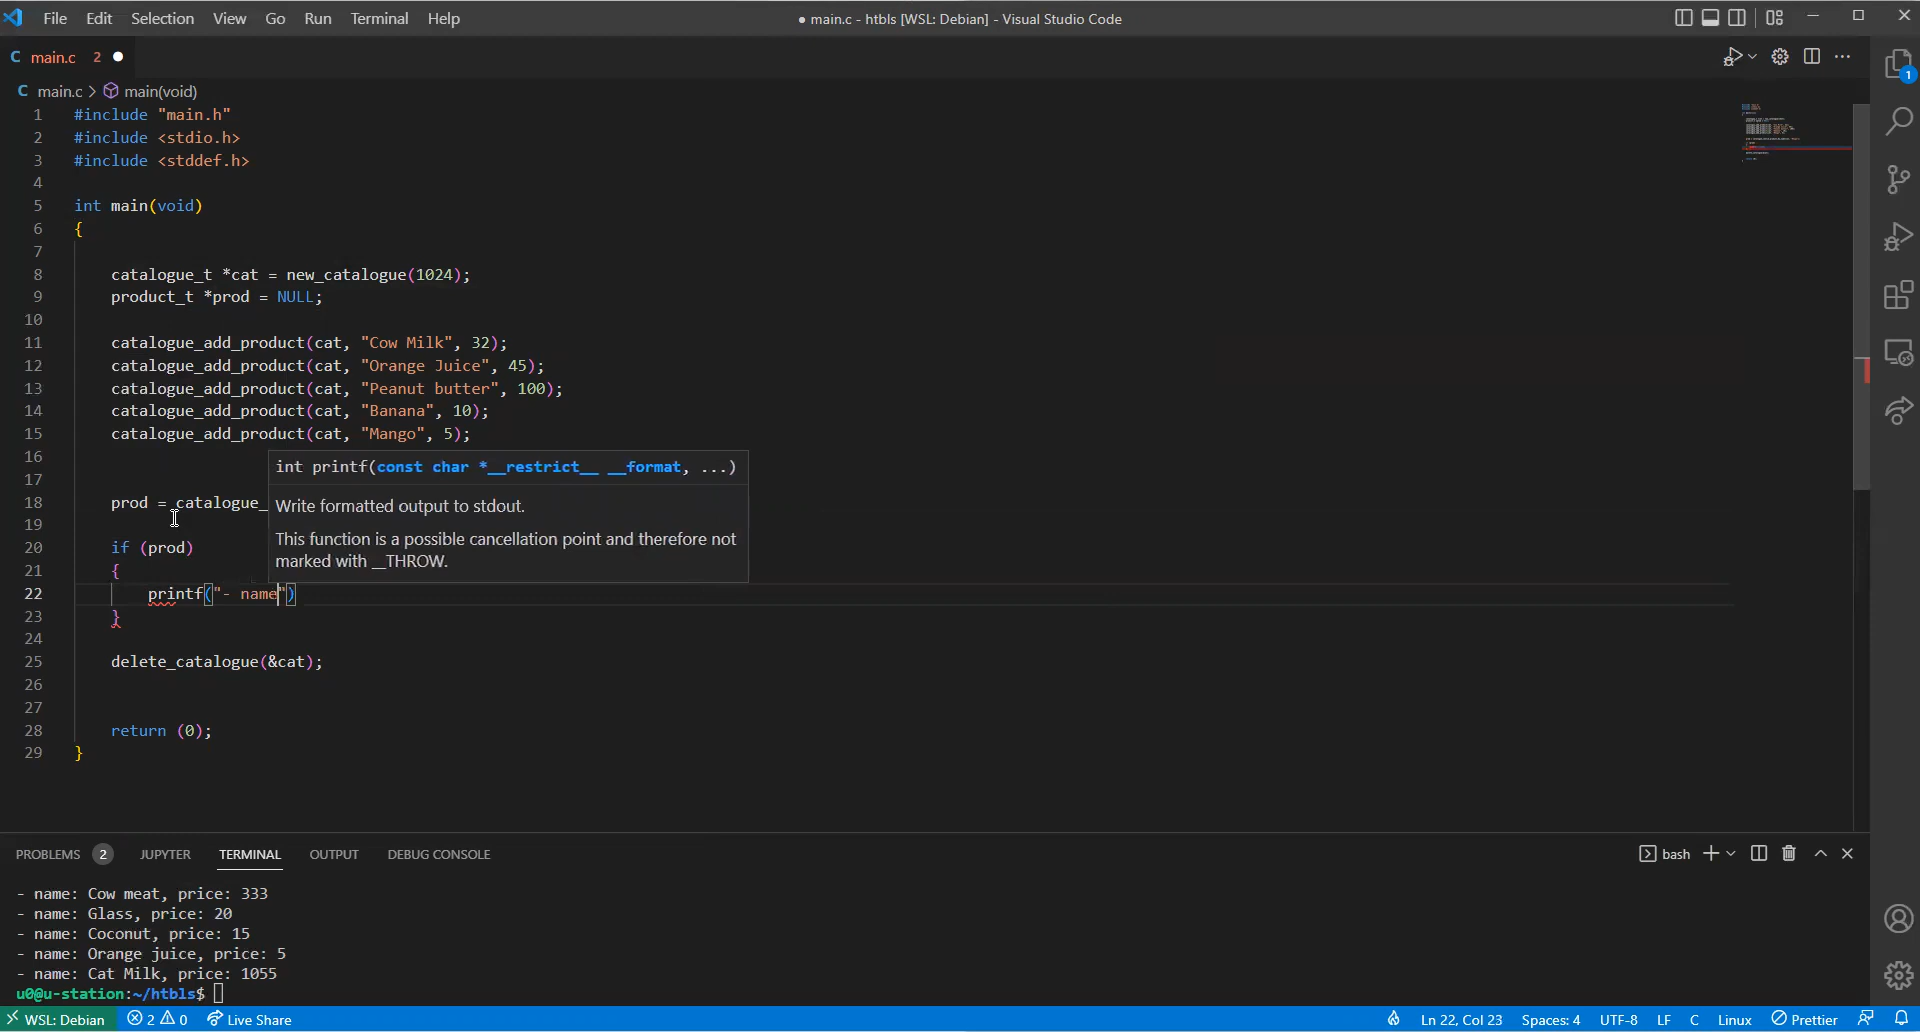 File Edit Selection View Go Run Terminal Help
● main.c - htbls [WSL: Debian] - Visual Studio Code
C main.c 2 ●
C main.c > main(void)
1 #include "main.h"
2 #include <stdio.h>
3 #include <stddef.h>
4
5 int main(void)
6 {
7
8 catalogue_t *cat = new_catalogue(1024);
9 product_t *prod = NULL;
10
11 catalogue_add_product(cat, "Cow Milk", 32);
12 catalogue_add_product(cat, "Orange Juice", 45);
13 catalogue_add_product(cat, "Peanut butter", 100);
14 catalogue_add_product(cat, "Banana", 10);
15 catalogue_add_product(cat, "Mango", 5);
16
int printf(const char *__restrict__ __format, ...)
17
Write formatted output to stdout.
18 prod = catalogue_
19
This function is a possible cancellation point and therefore not
marked with __THROW.
20 if (prod)
21 {
22 printf("- name")
23 }
24
25 delete_catalogue(&cat);
26
27
28 return (0);
29 }
1
PROBLEMS 2 JUPYTER TERMINAL OUTPUT DEBUG CONSOLE
bash
- name: Cow meat, price: 333
- name: Glass, price: 20
- name: Coconut, price: 15
- name: Orange juice, price: 5
- name: Cat Milk, price: 1055
u0@u-station:~/htbls$
WSL: Debian 2 0 Live Share
Ln 22, Col 23 Spaces: 4 UTF-8 LF C Linux Prettier